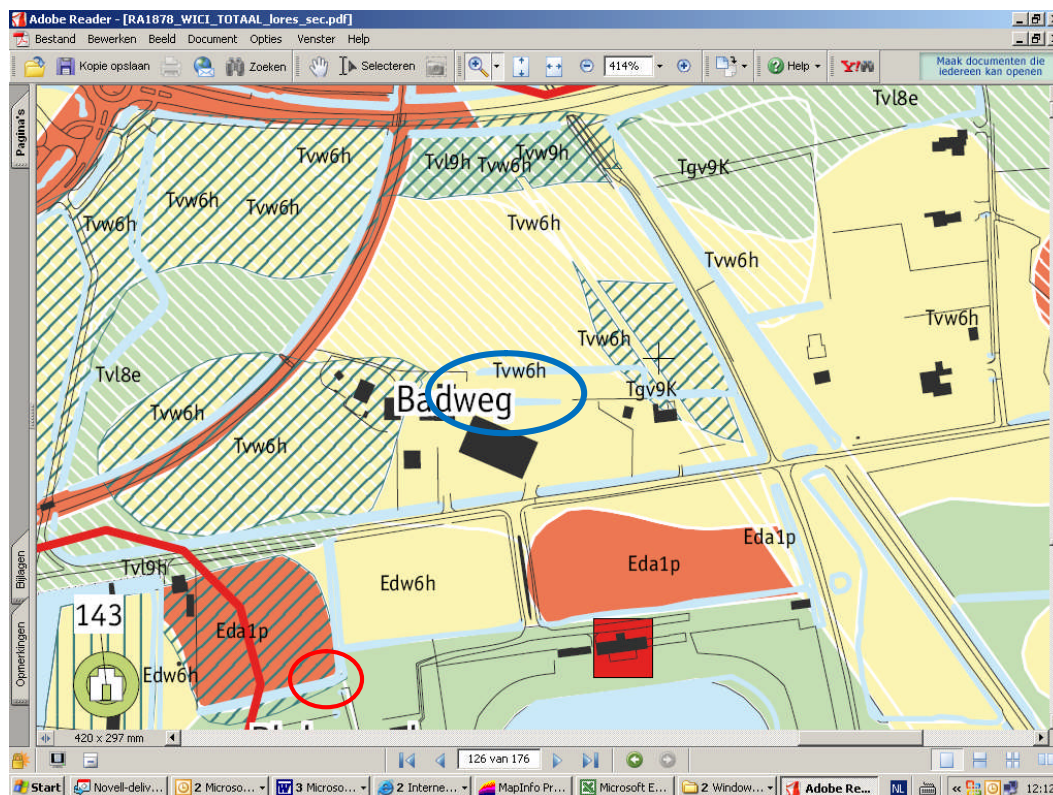 Adobe Reader - [RA1878_WICI_TOTAAL_lores_sec.pdf]
Bestand Bewerken Beeld Document Opties Venster Help
Kopie opslaan Zoeken Selecteren 414% Help Y! Maak documenten die
iedereen kan openen
Pagina's
Tvl8e
Tvw6h Tvl9h Tvw6h Tvw9h Tgv9K
Tvw6h Tvw6h Tvw6h
Tvw6h
Tvw6h
Tvw6h
Tvw6h
Tvl8e Tvw6h Tgv9K
Tvw6h Badweg
Tvw6h
Eda1p
Tvl9h Edw6h Eda1p
Bijlagen
143
Eda1p
Opmerkingen
Edw6h
420 x 297 mm
126 van 176
Start Novell-deliv... 2 Microso... 3 Microso... 2 Interne... MapInfo Pr... Microsoft E... 2 Window... Adobe Re... NL « 12:12